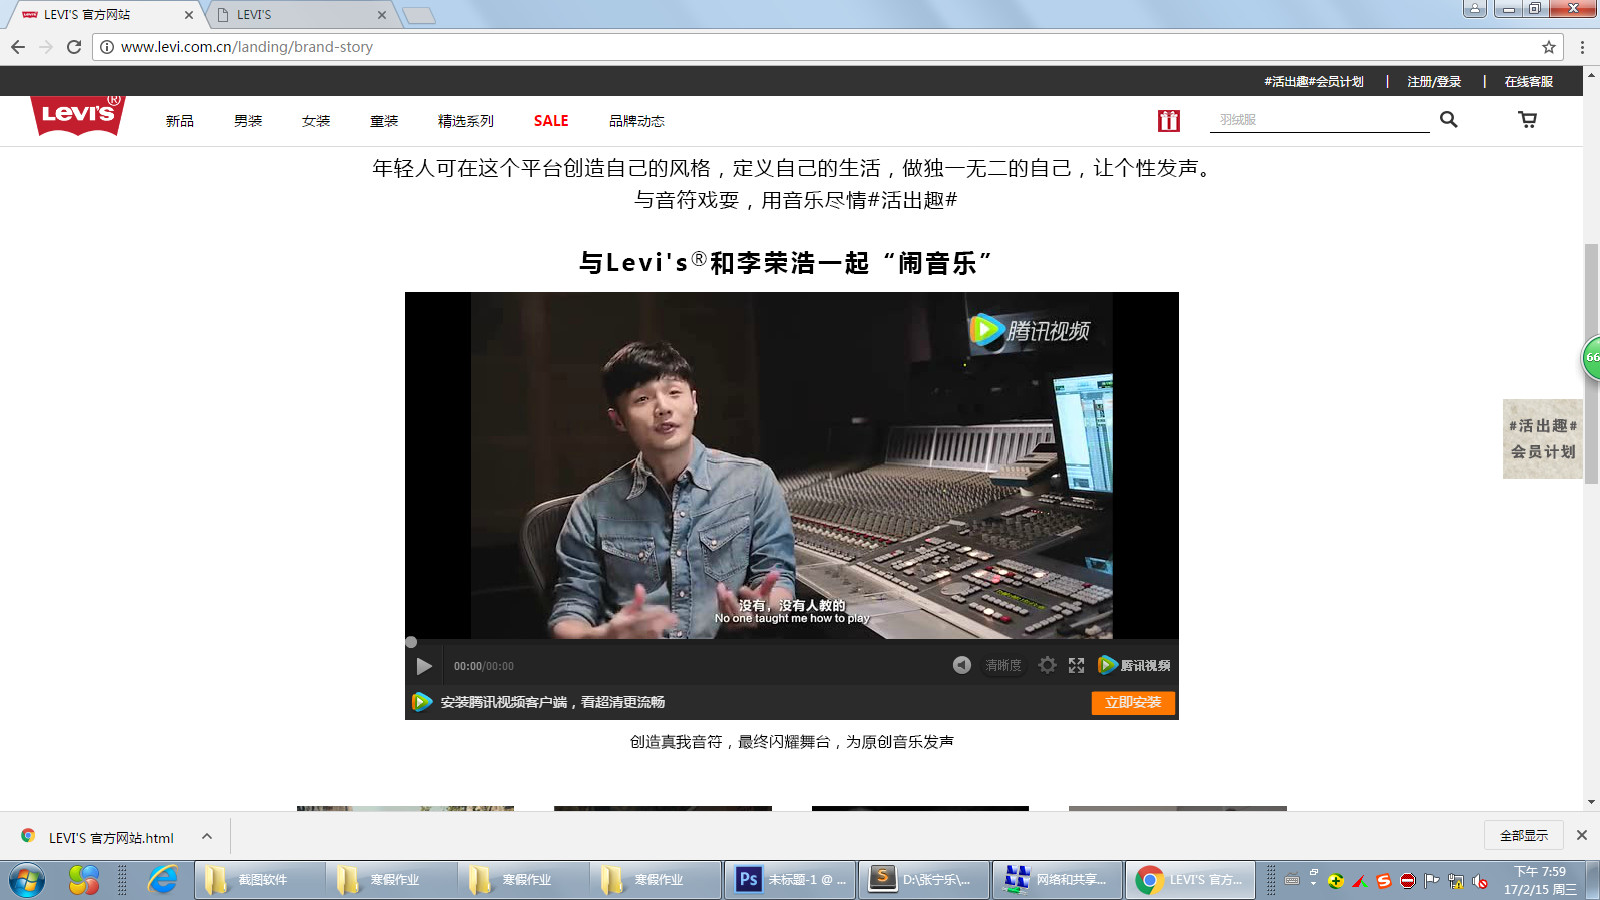 LEVI'S 官方网站
LEVI'S
www.levi.com.cn/landing/brand-story
#活出趣#会员计划 | 注册/登录 | 在线客服
LEVI'S®
新品 男装 女装 童装 精选系列 SALE 品牌动态
羽绒服
年轻人可在这个平台创造自己的风格，定义自己的生活，做独一无二的自己，让个性发声。
与音符戏耍，用音乐尽情#活出趣#
与Levi's®和李荣浩一起“闹音乐”
腾讯视频
66
#活出趣#
会员计划
没有，没有人教的
No one taught me how to play
00:00/00:00
清晰度
腾讯视频
安装腾讯视频客户端，看超清更流畅
立即安装
创造真我音符，最终闪耀舞台，为原创音乐发声
LEVI'S 官方网站.html
全部显示
截图软件
寒假作业
寒假作业
寒假作业
Ps 未标题-1 @ ...
D:\张宁乐\...
网络和共享...
LEVI'S 官方...
下午 7:59
17/2/15 周三